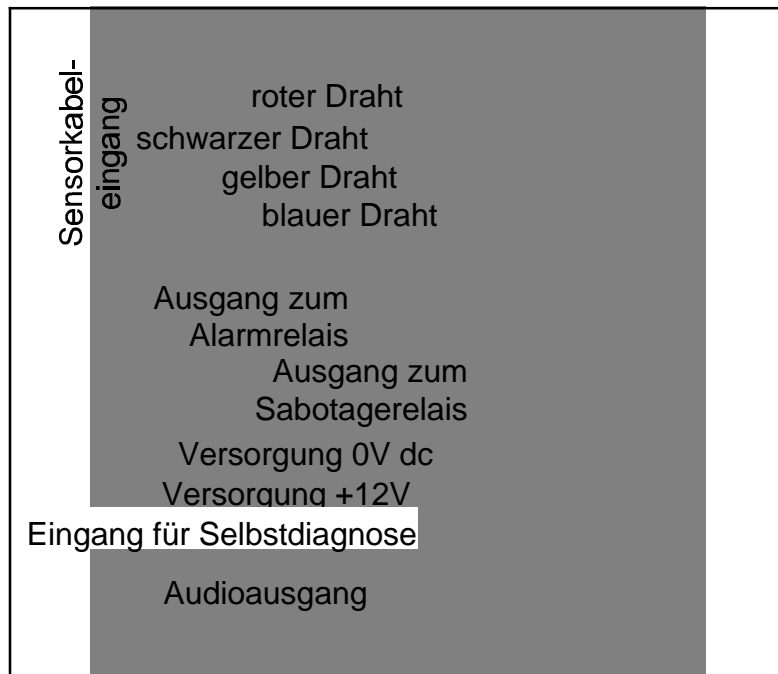 Sensorkabel-
eingang
roter Draht
schwarzer Draht
gelber Draht
blauer Draht
Ausgang zum
Alarmrelais
Ausgang zum
Sabotagerelais
Versorgung 0V dc
Versorgung +12V
Eingang für Selbstdiagnose
Audioausgang